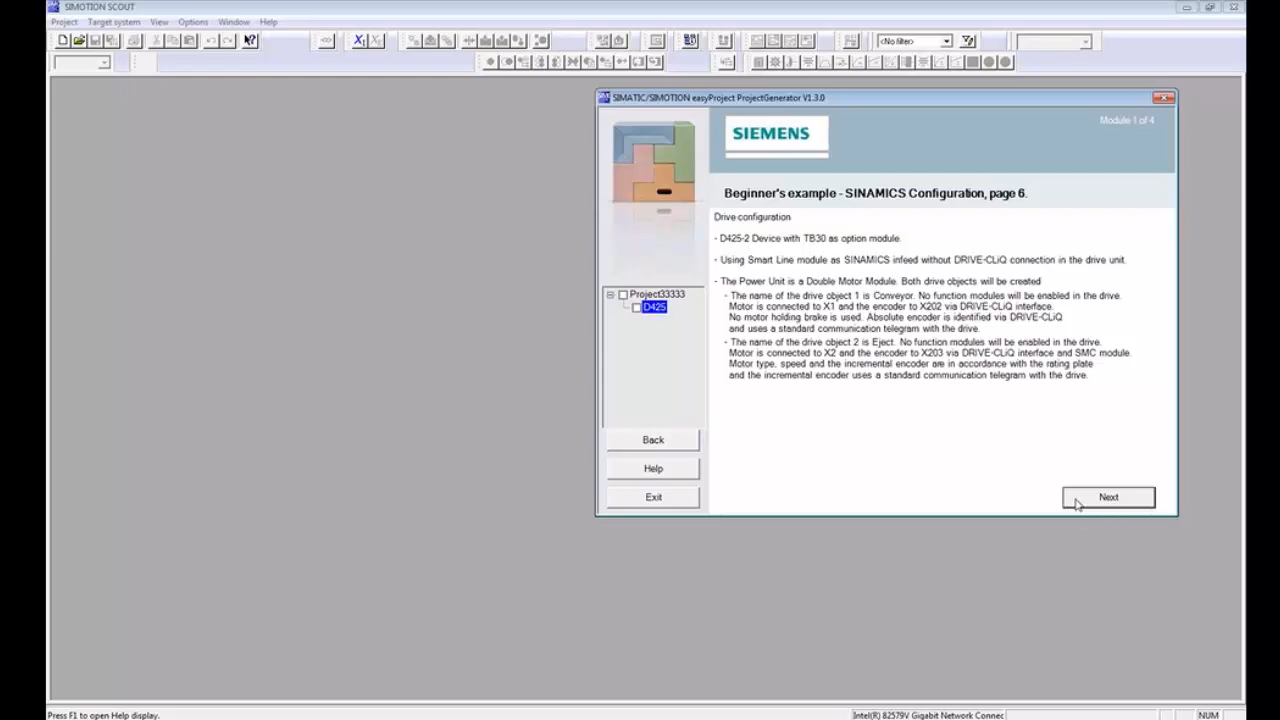 SIMOTION SCOUT
Project Target system View Options Window Help
<No filter>
SIMATIC/SIMOTION easyProject ProjectGenerator V1.3.0
SIEMENS
Module 1 of 4
Beginner's example - SINAMICS Configuration, page 6.
Drive configuration
- D425-2 Device with TB30 as option module.
- Using Smart Line module as SINAMICS infeed without DRIVE-CLiQ connection in the drive unit.
- The Power Unit is a Double Motor Module. Both drive objects will be created
- The name of the drive object 1 is Conveyor. No function modules will be enabled in the drive.
Motor is connected to X1 and the encoder to X202 via DRIVE-CLiQ interface.
No motor holding brake is used. Absolute encoder is identified via DRIVE-CLiQ
and uses a standard communication telegram with the drive.
- The name of the drive object 2 is Eject. No function modules will be enabled in the drive.
Motor is connected to X2 and the encoder to X203 via DRIVE-CLiQ interface and SMC module.
Motor type, speed and the incremental encoder are in accordance with the rating plate
and the incremental encoder uses a standard communication telegram with the drive.
Project33333
D425
Back
Help
Exit
Next
Press F1 to open Help display.
Intel(R) 82579V Gigabit Network Connec
NUM